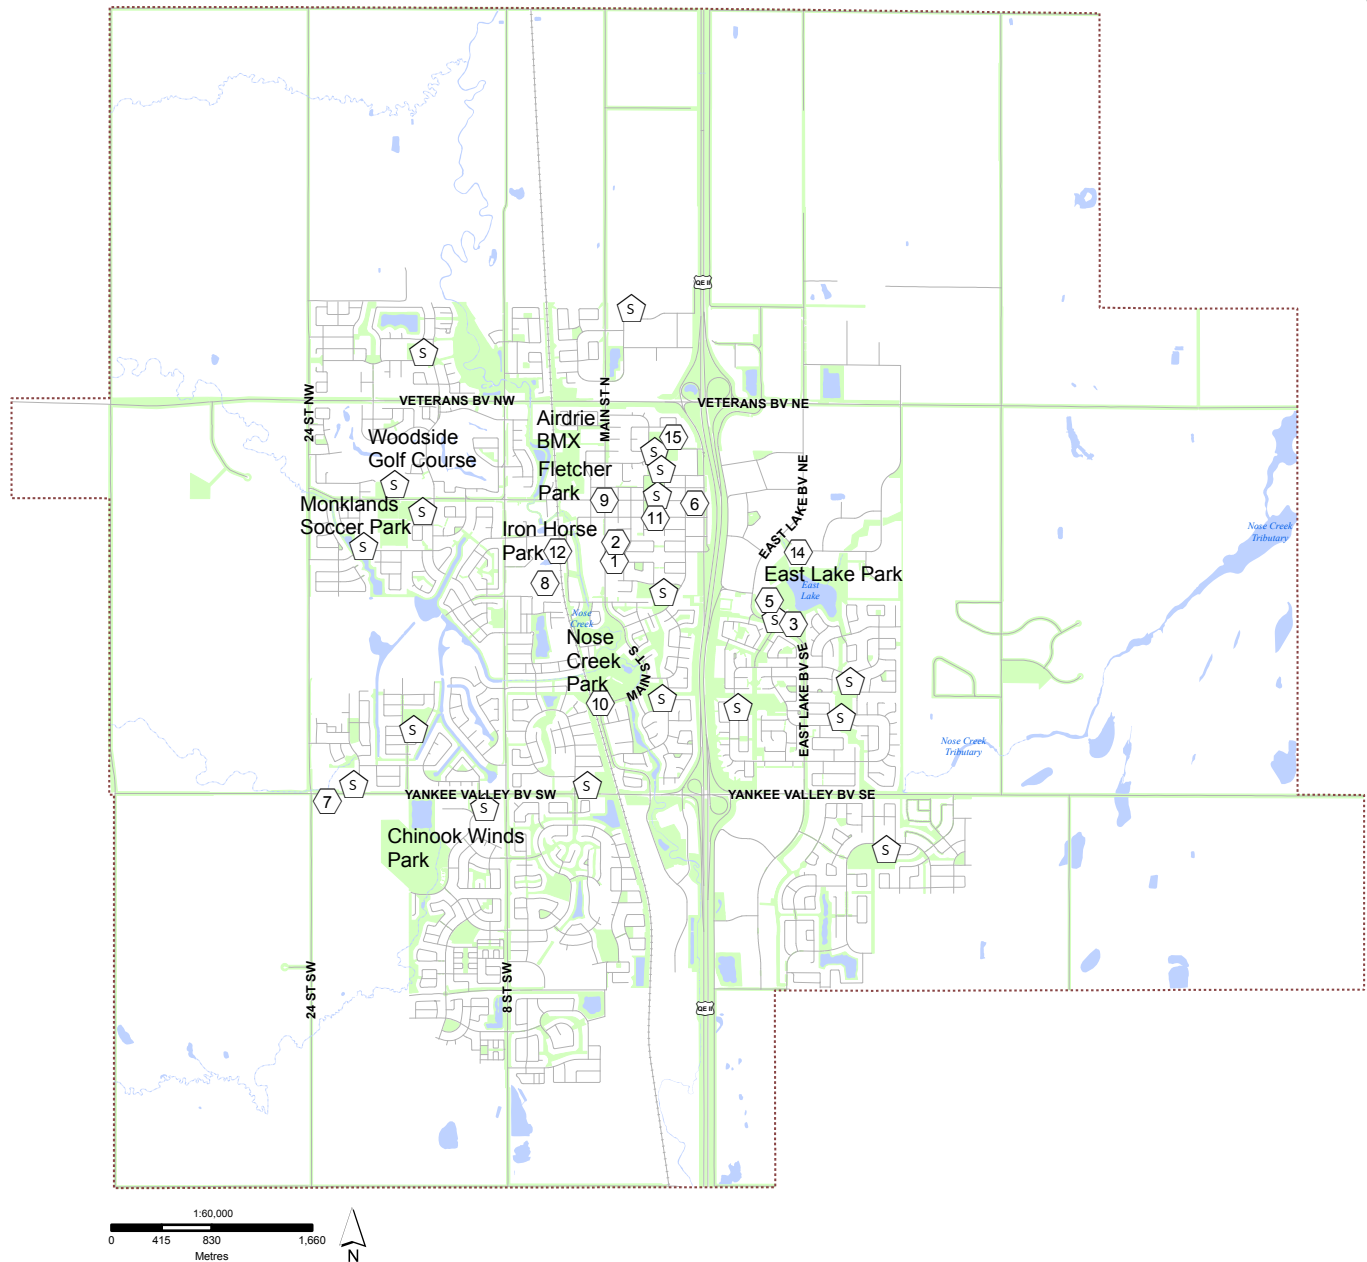 QE II
S
S
24 ST NW
VETERANS BV NW
MAIN ST N
VETERANS BV NE
Airdrie
BMX
Woodside
Golf Course
15
S
S
Fletcher
Park
S
S
9
6
11
Monklands
Soccer Park
S
S
Iron Horse
Park
12
2
1
8
EAST LAKE BV NE
14
East Lake Park
East
Lake
Nose Creek
Tributary
S
5
S
3
Nose
Creek
Nose
Creek
Park
MAIN ST S
10
S
S
EAST LAKE BV SE
S
S
S
Nose Creek
Tributary
S
7
YANKEE VALLEY BV SW
S
S
YANKEE VALLEY BV SE
Chinook Winds
Park
S
24 ST SW
8 ST SW
QE II
1:60,000
0 415 830 1,660
Metres
N